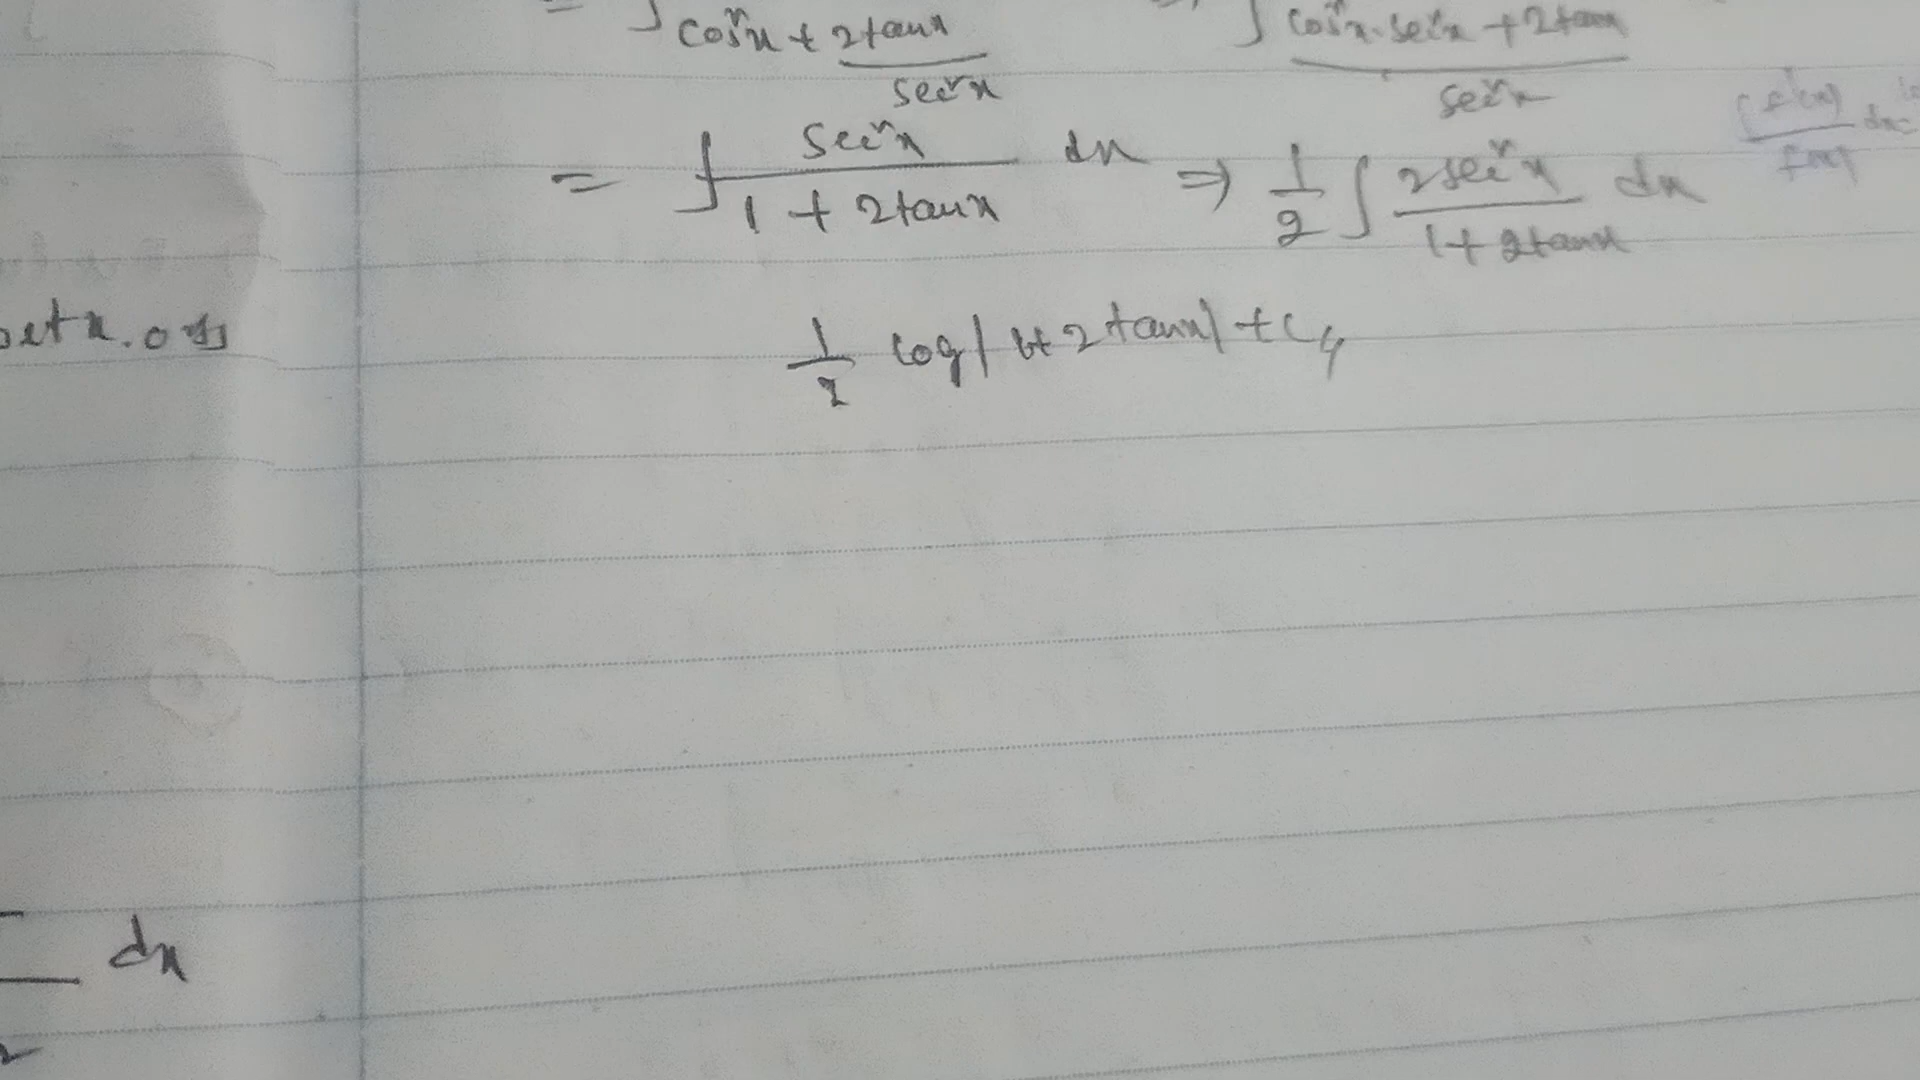 = ∫ cos²x + 2tanx/sec²x ⇒ ∫ cos²x·sec²x + 2tanx/sec²x
= ∫ sec²x/1 + 2tanx dx ⇒ 1/2 ∫ 2sec²x/1+2tanx dx
1/2 log|1+2tanx| + c
dx